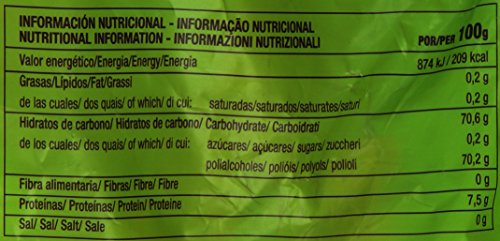 INFORMACIÓN NUTRICIONAL - INFORMAÇÃO NUTRICIONAL
NUTRITIONAL INFORMATION - INFORMAZIONI NUTRIZIONALI POR/PER 100g
Valor energético/Energia/Energy/Energia 874 kJ / 209 kcal
Grasas/Lípidos/Fat/Grassi 0,2 g
de las cuales/ dos quais/ of which/ di cui: saturadas/saturados/saturates/saturi 0,2 g
Hidratos de carbono/ Hidratos de carbono/ Carbohydrate/ Carboidrati 70,6 g
de los cuales/ dos quais/ of which/ di cui: azúcares/ açúcares/ sugars/ zuccheri 0,2 g
polialcoholes/ polióis/ polyols/ polioli 70,2 g
Fibra alimentaria/ Fibras/ Fibre/ Fibre 0 g
Proteínas/ Proteínas/ Protein/ Proteine 7,5 g
Sal/ Sal/ Salt/ Sale 0 g